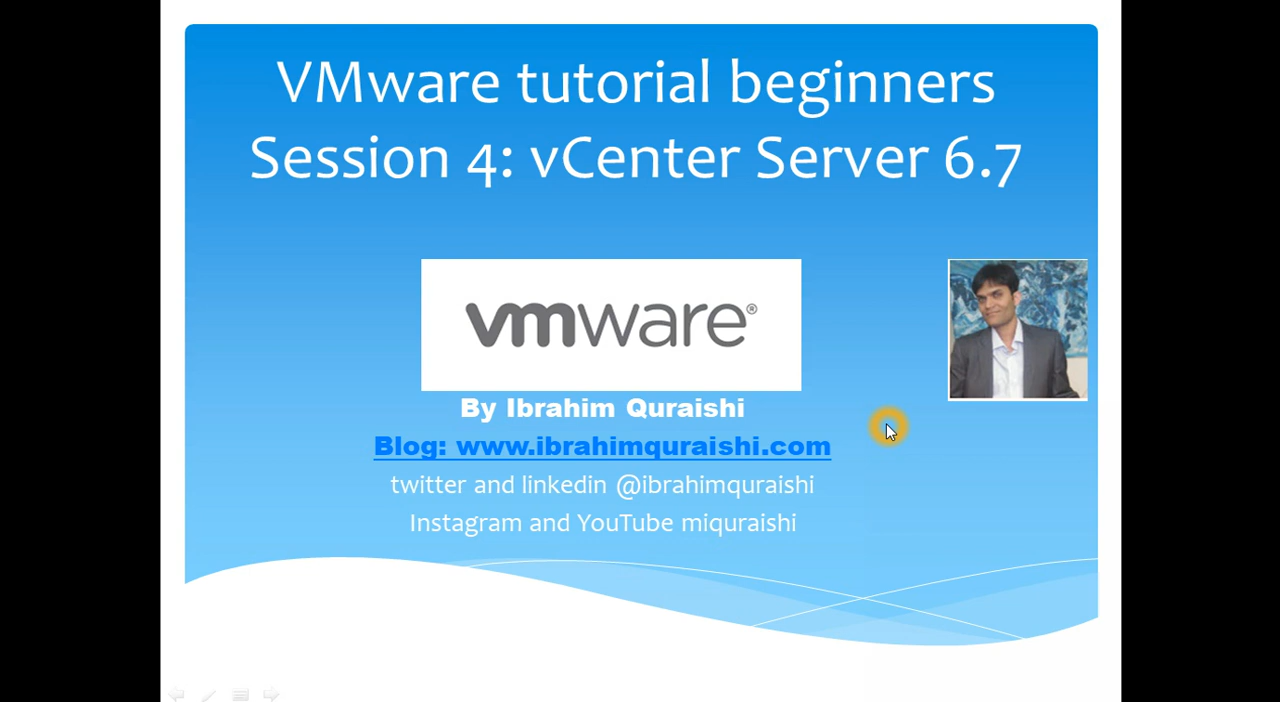 VMware tutorial beginners
Session 4: vCenter Server 6.7
vmware®
By Ibrahim Quraishi
Blog: www.ibrahimquraishi.com
twitter and linkedin @ibrahimquraishi
Instagram and YouTube miquraishi